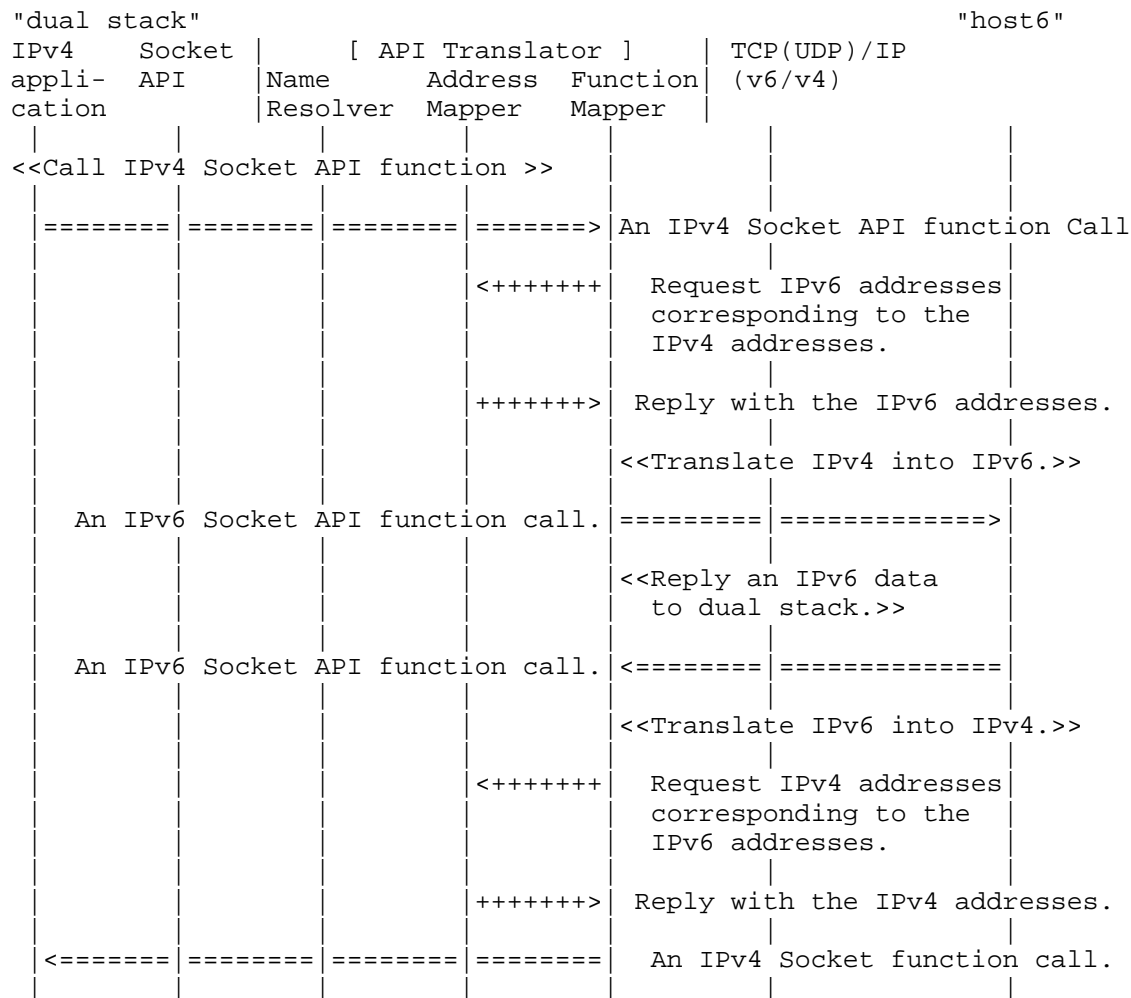 "dual stack" "host6"
IPv4 Socket | [ API Translator ] | TCP(UDP)/IP
appli- API |Name Address Function| (v6/v4)
cation |Resolver Mapper Mapper |
| | | | | | |
<<Call IPv4 Socket API function >> | | |
| | | | | | |
|========|========|========|=======>|An IPv4 Socket API function Call
| | | | | | |
| | | |<+++++++| Request IPv6 addresses|
| | | | | corresponding to the |
| | | | | IPv4 addresses. |
| | | | | | |
| | | |+++++++>| Reply with the IPv6 addresses.
| | | | | | |
| | | | |<<Translate IPv4 into IPv6.>>
| | | | | | |
| An IPv6 Socket API function call.|=========|=============>|
| | | | | | |
| | | | |<<Reply an IPv6 data |
| | | | | to dual stack.>> |
| | | | | | |
| An IPv6 Socket API function call.|<========|==============|
| | | | | | |
| | | | |<<Translate IPv6 into IPv4.>>
| | | | | | |
| | | |<+++++++| Request IPv4 addresses|
| | | | | corresponding to the |
| | | | | IPv6 addresses. |
| | | | | | |
| | | |+++++++>| Reply with the IPv4 addresses.
| | | | | | |
|<=======|========|========|========| An IPv4 Socket function call.
| | | | | | |